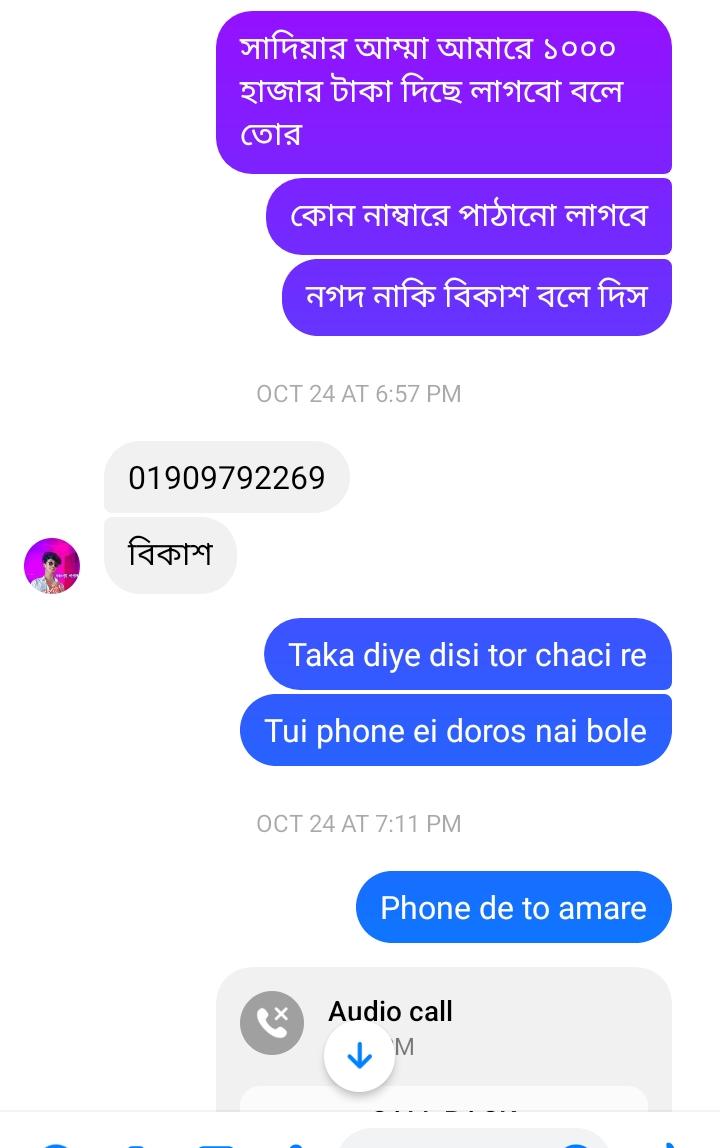 সাদিয়ার আম্মা আমারে ১০০০
হাজার টাকা দিছে লাগবো বলে
তোর
কোন নাম্বারে পাঠানো লাগবে
নগদ নাকি বিকাশ বলে দিস
OCT 24 AT 6:57 PM
01909792269
বিকাশ
Taka diye disi tor chaci re
Tui phone ei doros nai bole
OCT 24 AT 7:11 PM
Phone de to amare
Audio call